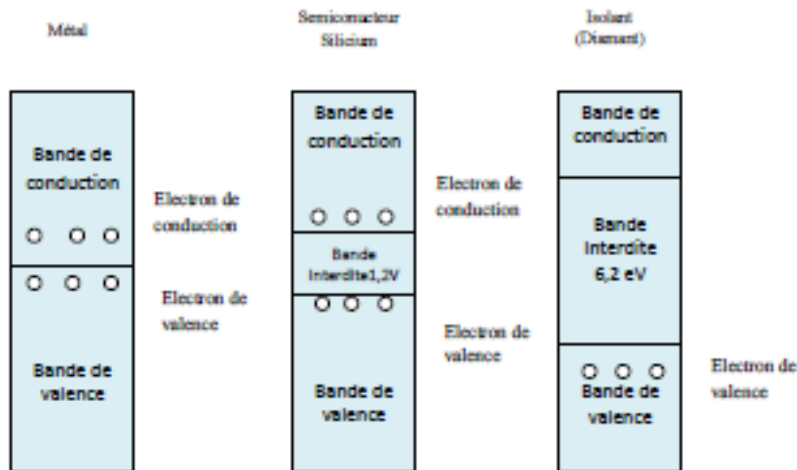 Métal
Semiconducteur
Silicium
Isolant
(Diamant)
Bande de
conduction
Electron de
conduction
Electron de
valence
Bande de
valence
Bande de
conduction
Electron de
conduction
Bande
Interdite1,2V
Electron de
valence
Bande de
valence
Bande de
conduction
Bande
Interdîte
6,2 eV
Bande de
valence
Electron de
valence